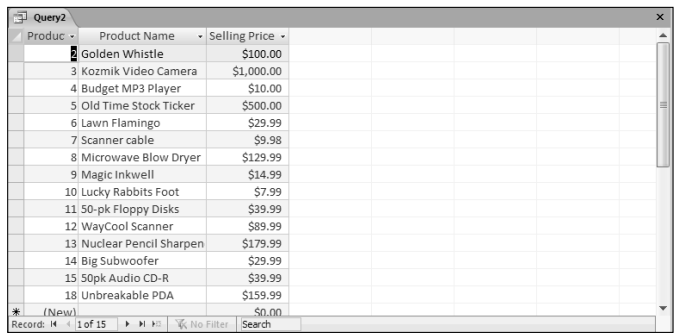 Query2 x
Produc Product Name Selling Price
2 Golden Whistle $100.00
3 Kozmik Video Camera $1,000.00
4 Budget MP3 Player $10.00
5 Old Time Stock Ticker $500.00
6 Lawn Flamingo $29.99
7 Scanner cable $9.98
8 Microwave Blow Dryer $129.99
9 Magic Inkwell $14.99
10 Lucky Rabbits Foot $7.99
11 50-pk Floppy Disks $39.99
12 WayCool Scanner $89.99
13 Nuclear Pencil Sharpen $179.99
14 Big Subwoofer $29.99
15 50pk Audio CD-R $39.99
18 Unbreakable PDA $159.99
* (New) $0.00
Record: 1 of 15 No Filter Search